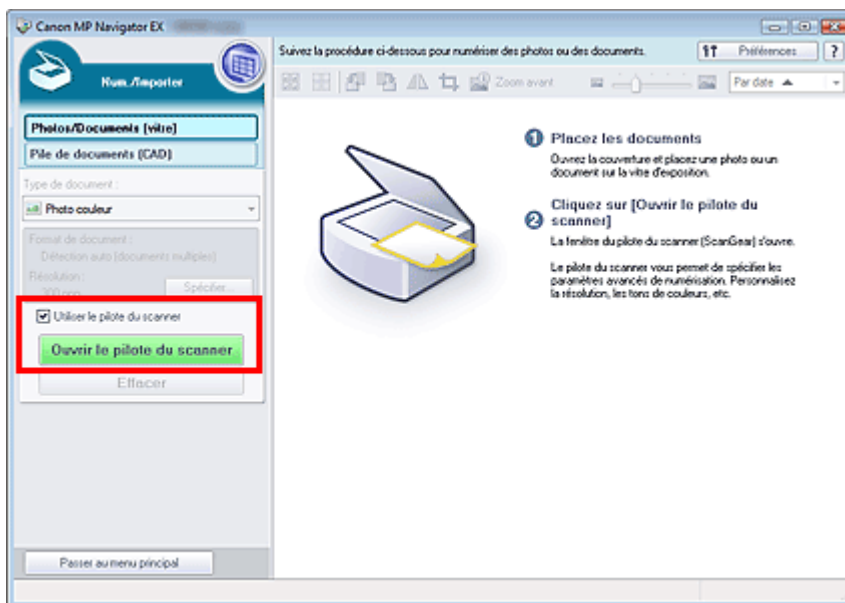 Canon MP Navigator EX
Num./Importer
Photos/Documents (vitre)
Pile de documents (CAD)
Type de document :
Photo couleur
Format de document :
Détection auto (documents multiples)
Résolution :
300 ppp
Spécifier...
Utiliser le pilote du scanner
Ouvrir le pilote du scanner
Effacer
Passer au menu principal
Suivez la procédure ci-dessous pour numériser des photos ou des documents.
Préférences
?
Zoom avant
Par date
1 Placez les documents
Ouvrez la couverture et placez une photo ou un
document sur la vitre d'exposition.
2 Cliquez sur [Ouvrir le pilote du
scanner]
La fenêtre du pilote du scanner (ScanGear) s'ouvre.
Le pilote du scanner vous permet de spécifier les
paramètres avancés de numérisation. Personnalisez
la résolution, les tons de couleurs, etc.